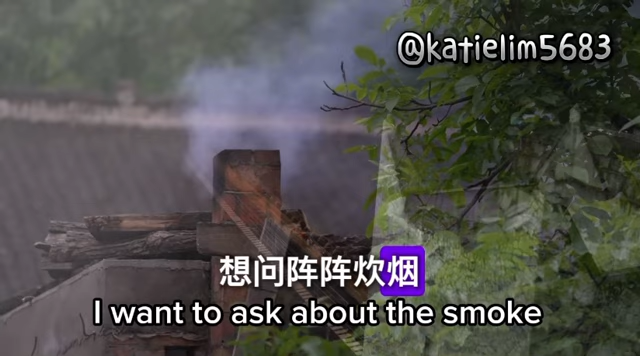 @katielim5683
想问阵阵炊烟
I want to ask about the smoke